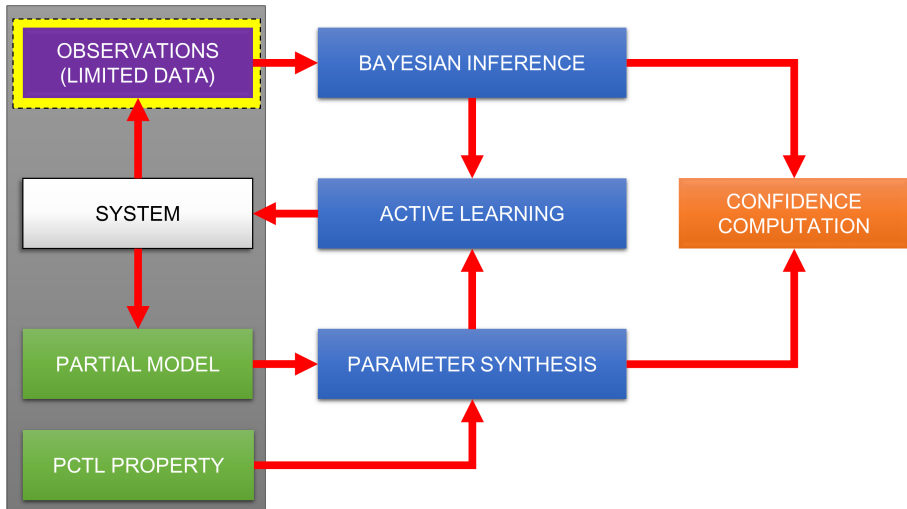 OBSERVATIONS
(LIMITED DATA)
BAYESIAN INFERENCE
SYSTEM
ACTIVE LEARNING
CONFIDENCE
COMPUTATION
PARTIAL MODEL
PARAMETER SYNTHESIS
PCTL PROPERTY